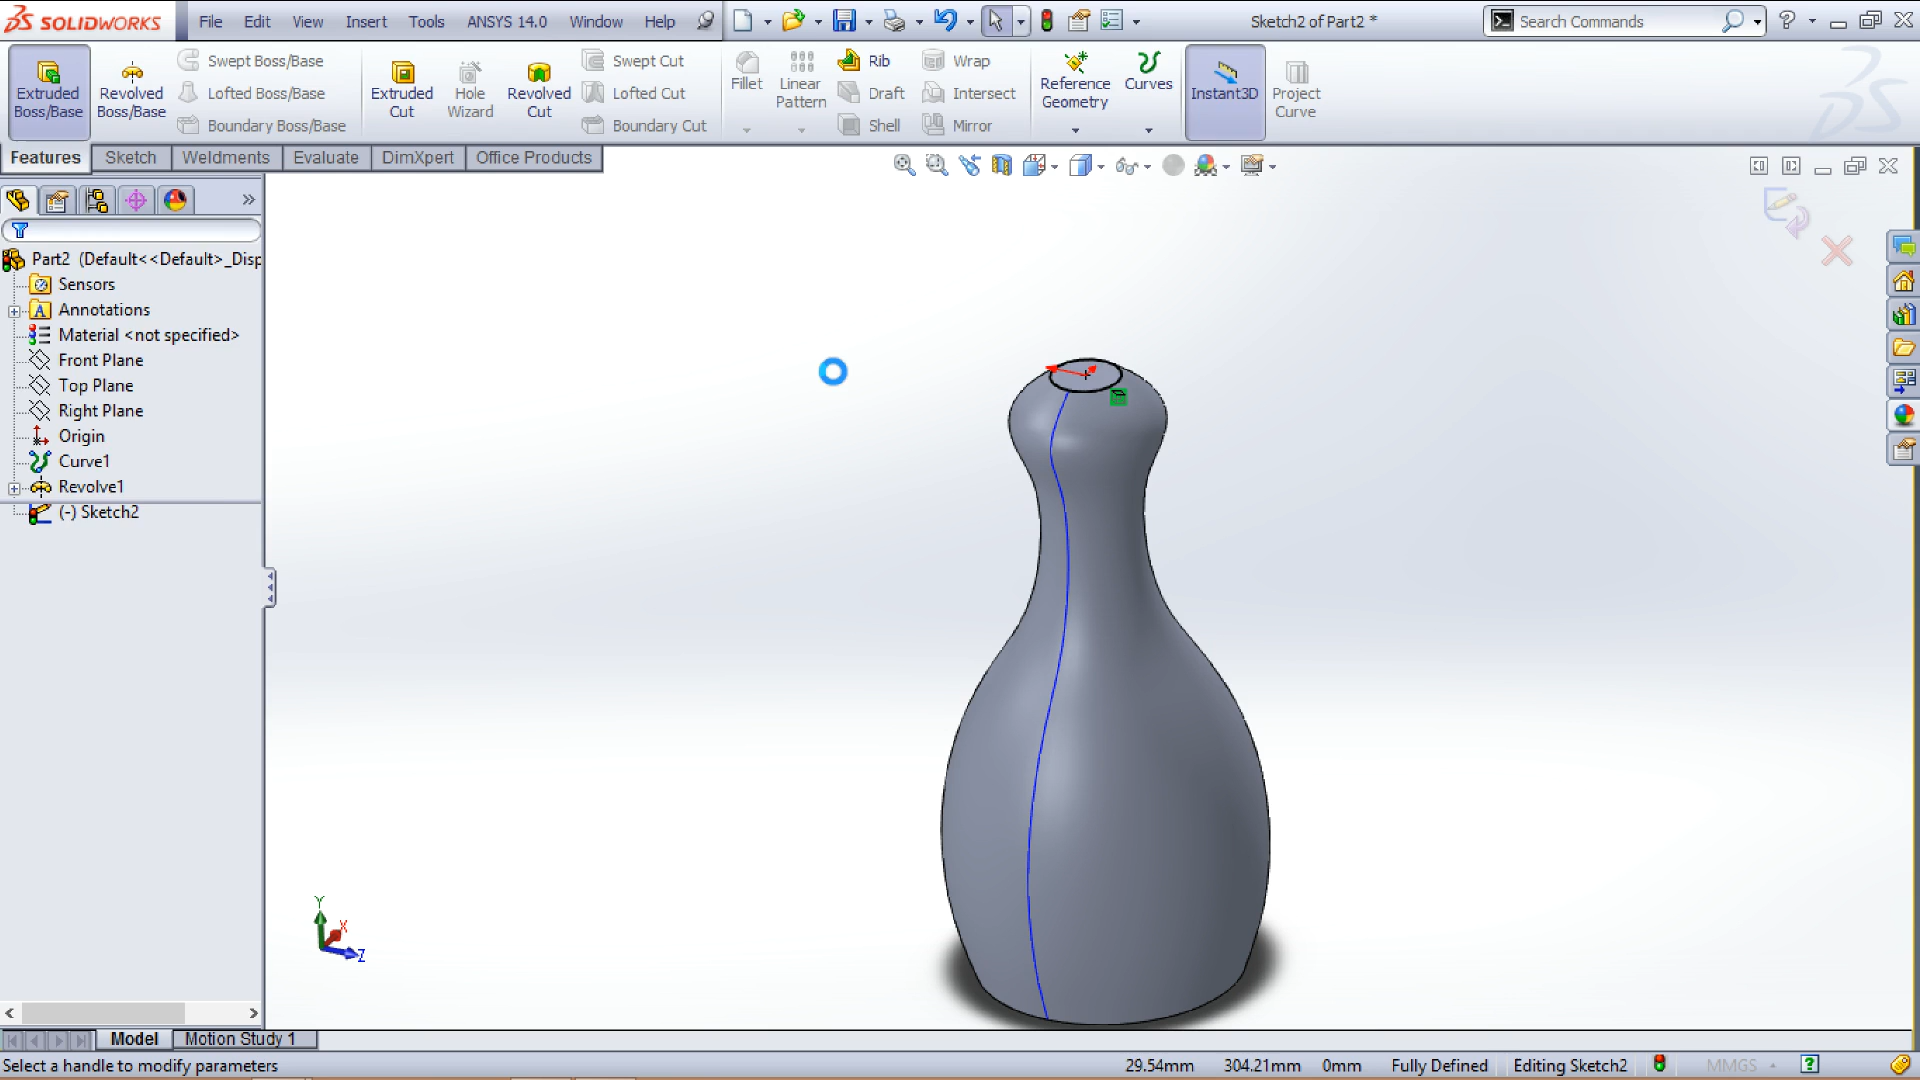 SOLIDWORKS File Edit View Insert Tools ANSYS 14.0 Window Help Sketch2 of Part2 * Search Commands
Extruded Boss/Base
Revolved Boss/Base
Swept Boss/Base
Lofted Boss/Base
Boundary Boss/Base
Extruded Cut
Hole Wizard
Revolved Cut
Swept Cut
Lofted Cut
Boundary Cut
Fillet
Linear Pattern
Rib
Draft
Shell
Wrap
Intersect
Mirror
Reference Geometry
Curves
Instant3D
Project Curve
Features Sketch Weldments Evaluate DimXpert Office Products
Part2 (Default<<Default>_Disp
Sensors
Annotations
Material <not specified>
Front Plane
Top Plane
Right Plane
Origin
Curve1
Revolve1
(-) Sketch2
Y
X
Z
Model Motion Study 1
Select a handle to modify parameters 29.54mm 304.21mm 0mm Fully Defined Editing Sketch2 MMGS